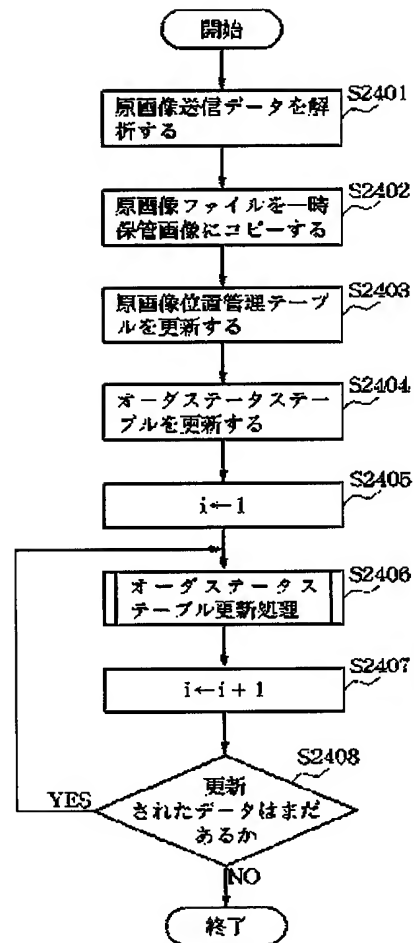 開始
S2401
原画像送信データを解
析する
S2402
原画像ファイルを一時
保管画像にコピーする
S2403
原画像位置管理テーブ
ルを更新する
S2404
オーダステータステー
ブルを更新する
S2405
i←1
S2406
オーダステータス
テーブル更新処理
S2407
i←i+1
S2408
更新
されたデータはまだ
あるか
YES
NO
終了